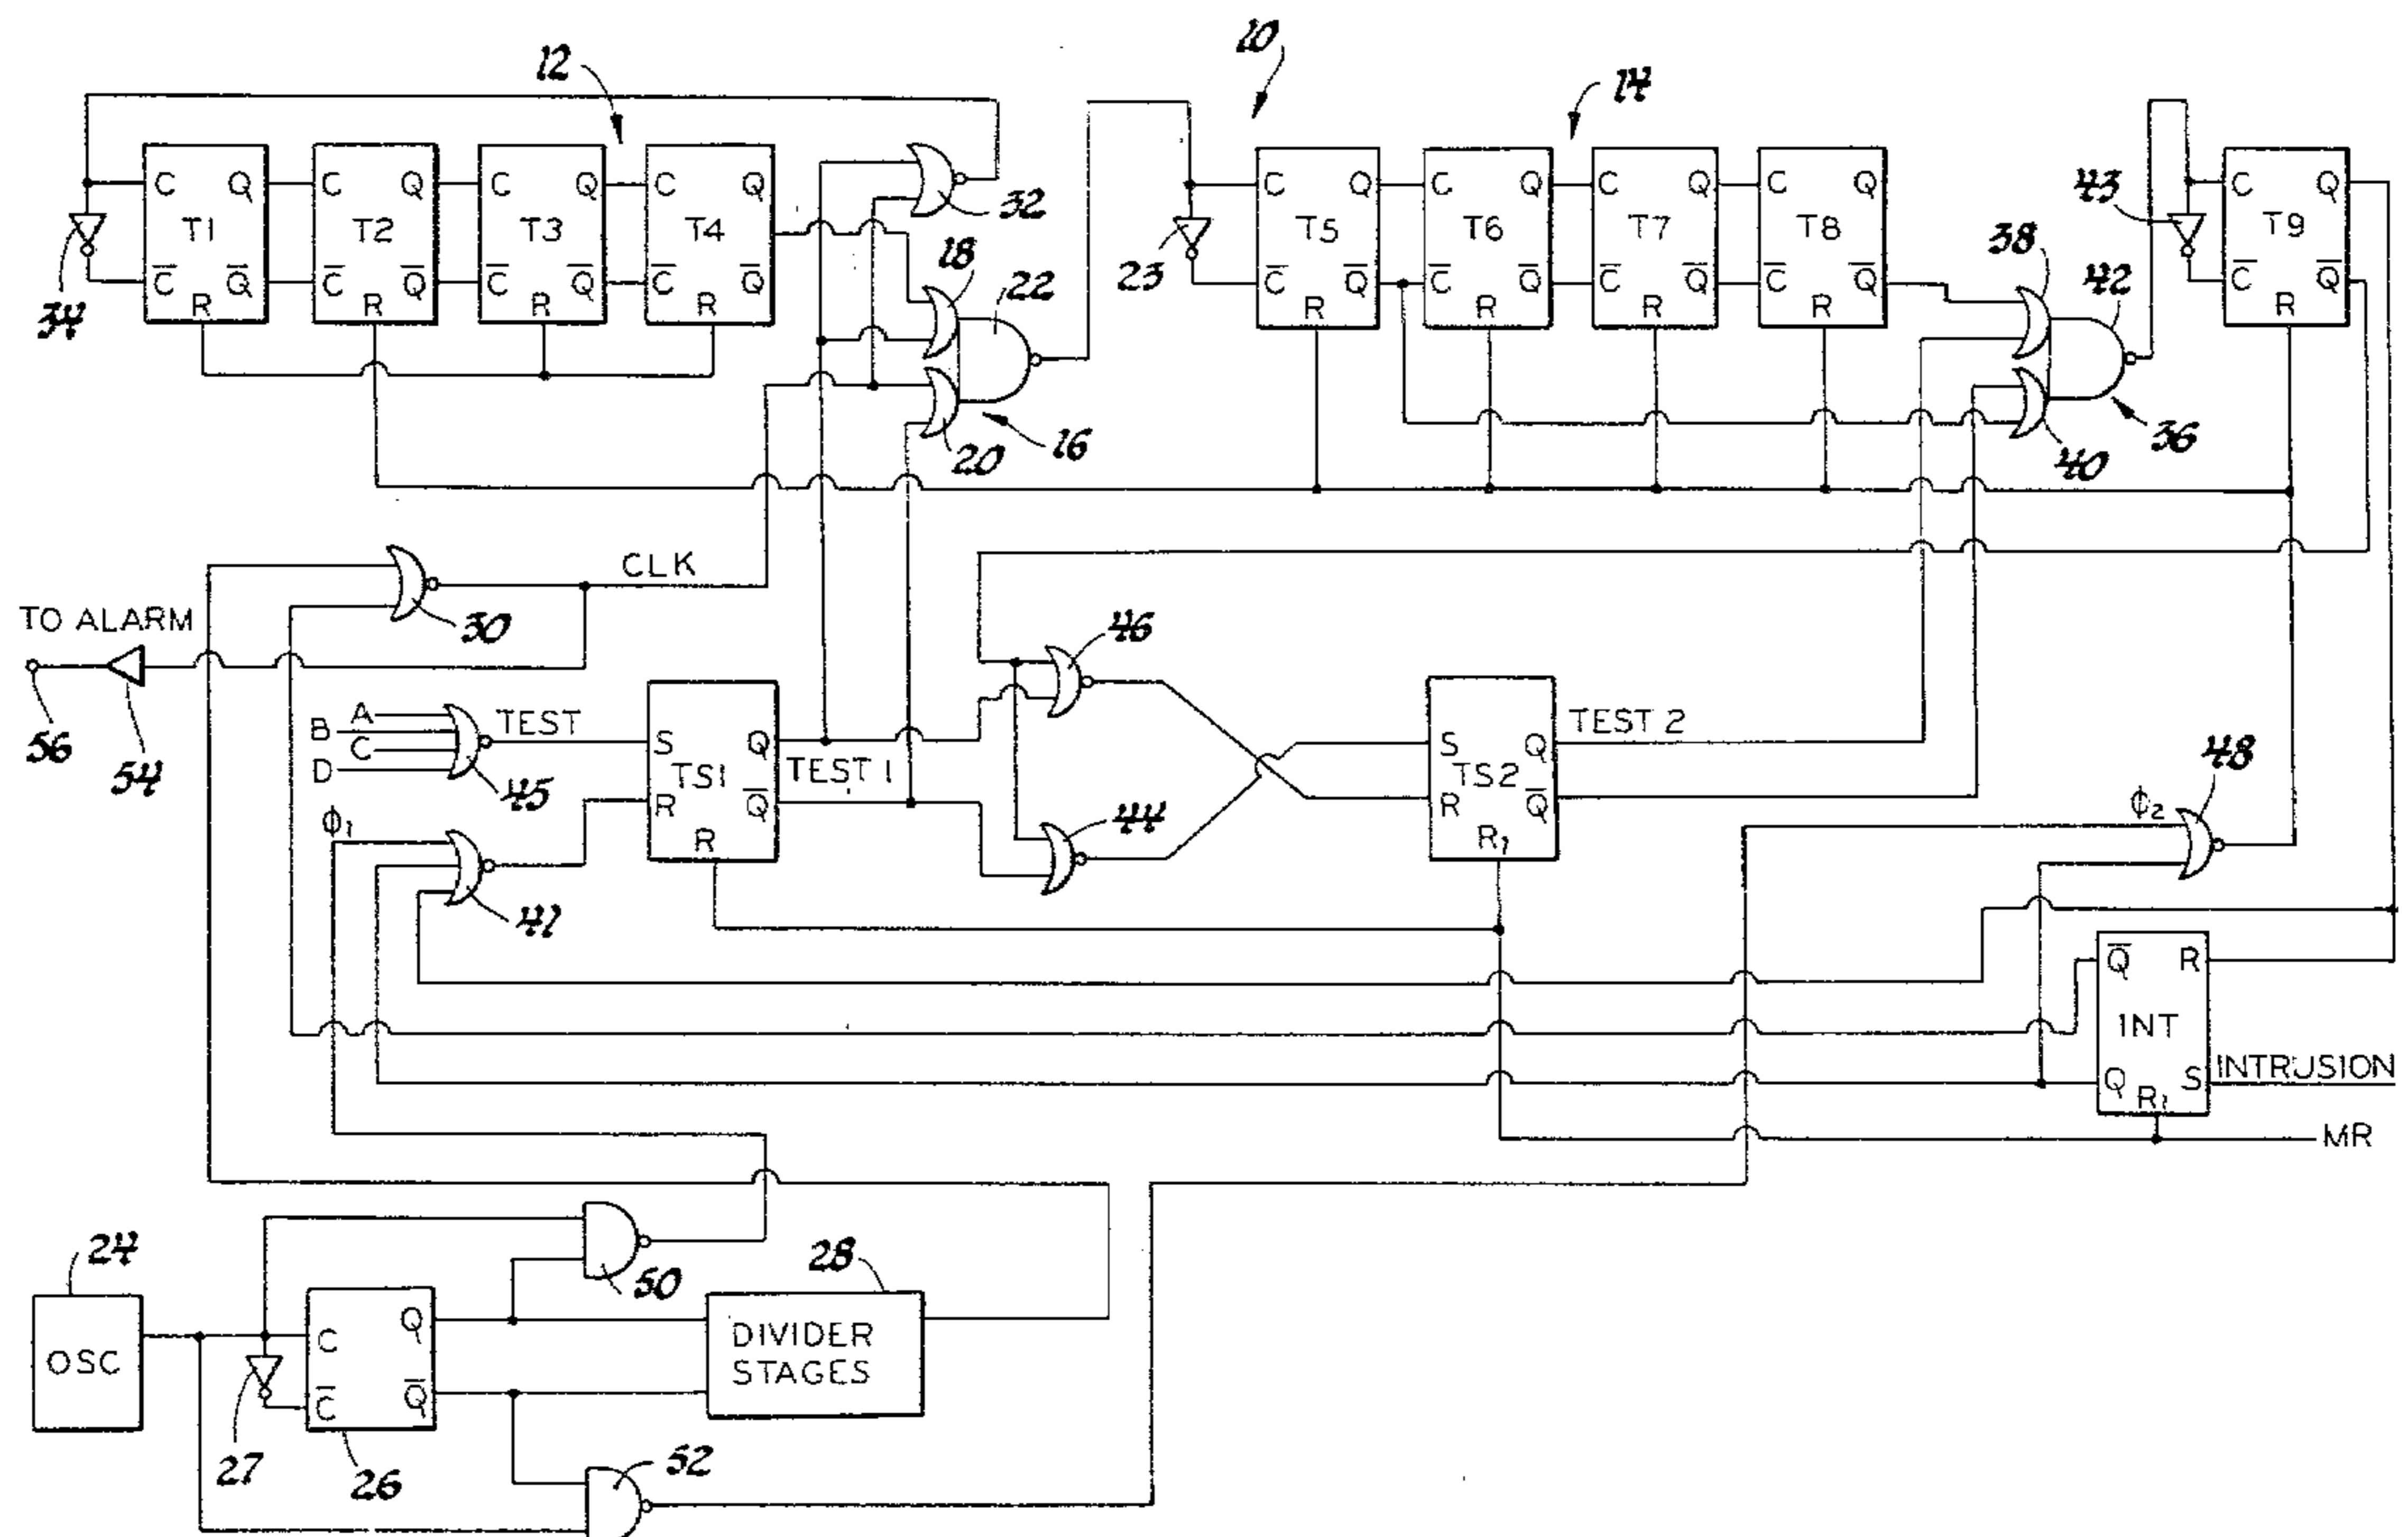 10
12
14
C Q C Q C Q C Q
T1 T2 T3 T4
C̅ Q̅ C̅ Q̅ C̅ Q̅ C̅ Q̅
R R R R
34
32
18
22
20
16
C Q C Q C Q C Q
T5 T6 T7 T8
C̅ Q̅ C̅ Q̅ C̅ Q̅ C̅ Q̅
R R R R
23
38
42
40
36
43
C Q
T9
C̅ Q̅
R
CLK
30
TO ALARM
56
54
A
B
C
D
TEST
45
S Q
TS1
R Q̅
R
TEST 1
46
44
S Q
TS2
R Q̅
R1
TEST 2
ϕ1
47
ϕ2
48
Q̅ R
INT
Q S
R1
INTRUSION
MR
24
OSC
27
C Q
C̅ Q̅
26
50
28
DIVIDER
STAGES
52